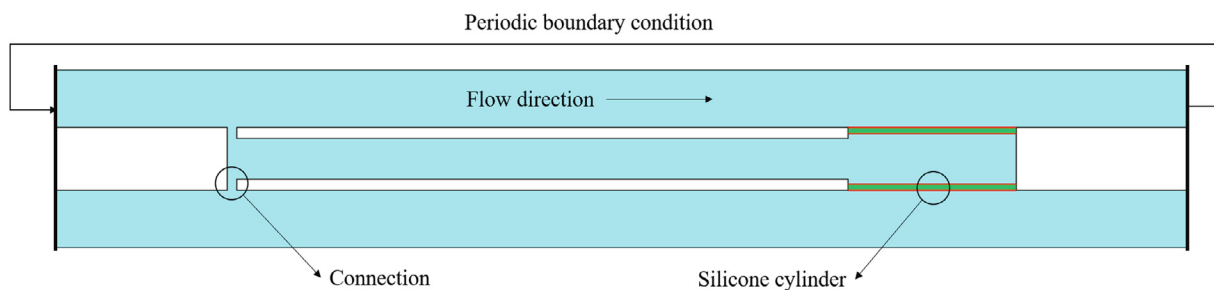 Periodic boundary condition
Flow direction
Connection
Silicone cylinder